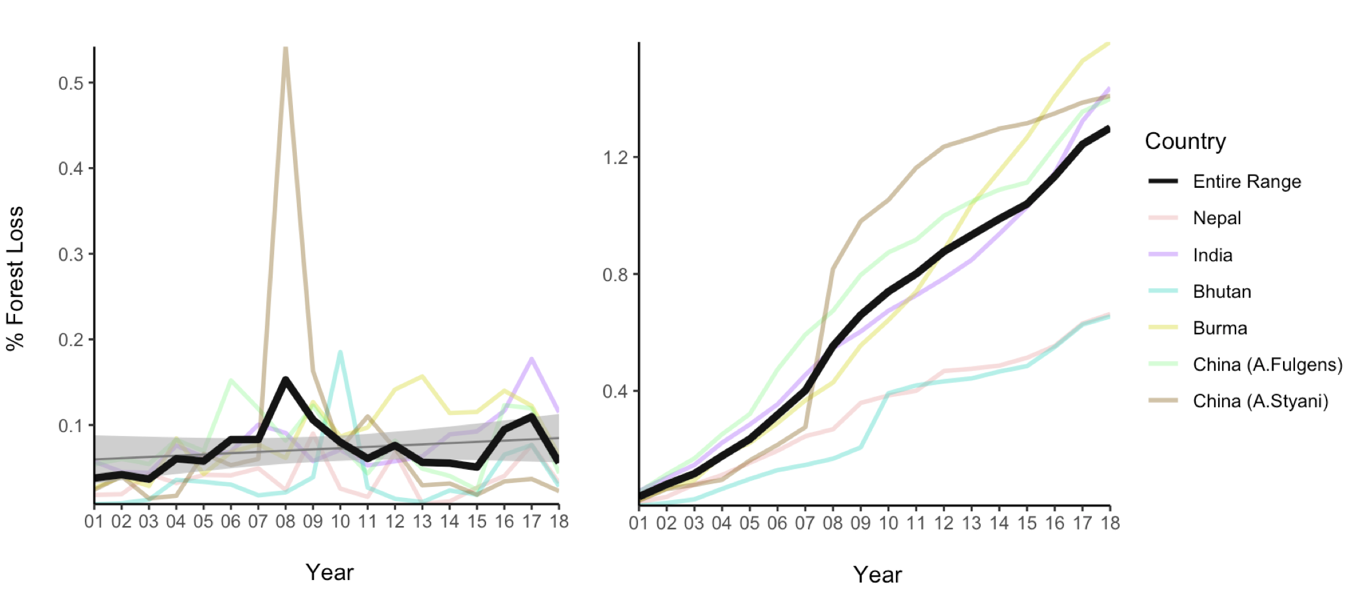 % Forest Loss
0.5
0.4
0.3
0.2
0.1
01 02 03 04 05 06 07 08 09 10 11 12 13 14 15 16 17 18
Year
1.2
0.8
0.4
01 02 03 04 05 06 07 08 09 10 11 12 13 14 15 16 17 18
Year
Country
Entire Range
Nepal
India
Bhutan
Burma
China (A.Fulgens)
China (A.Styani)